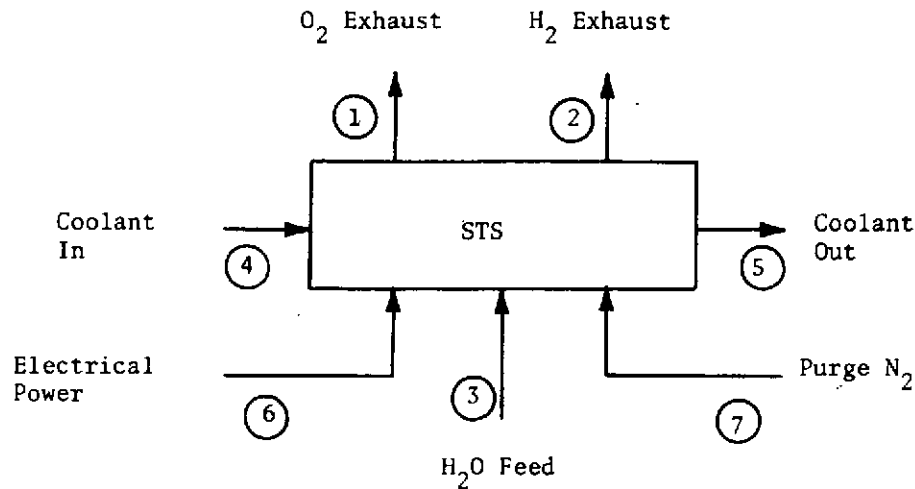 O2 Exhaust
H2 Exhaust
1
2
Coolant
In
STS
Coolant
Out
4
5
Electrical
Power
Purge N2
6
3
7
H2O Feed